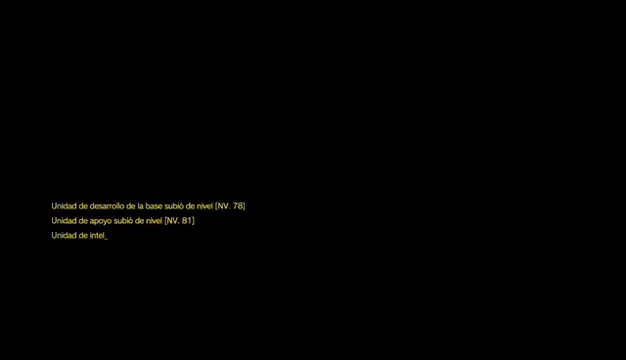 Unidad de desarrollo de la base subió de nivel [NV. 78]
Unidad de apoyo subió de nivel [NV. 81]
Unidad de intel_